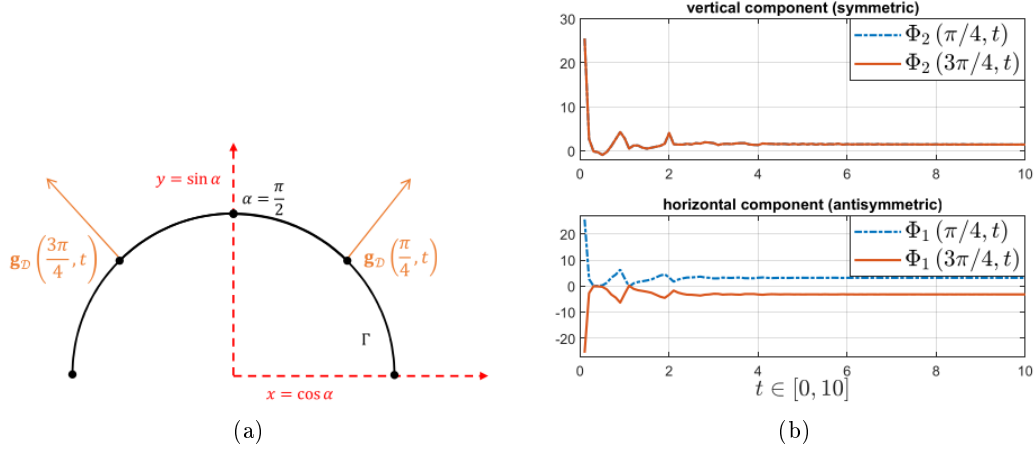 y = sin α
α = π/2
g_D (3π/4, t)
g_D (π/4, t)
Γ
x = cos α
(a)
vertical component (symmetric)
30
20
10
0
Φ₂ (π/4, t)
Φ₂ (3π/4, t)
0 2 4 6 8 10
horizontal component (antisymmetric)
20
10
0
-10
-20
Φ₁ (π/4, t)
Φ₁ (3π/4, t)
0 2 4 6 8 10
t ∈ [0, 10]
(b)